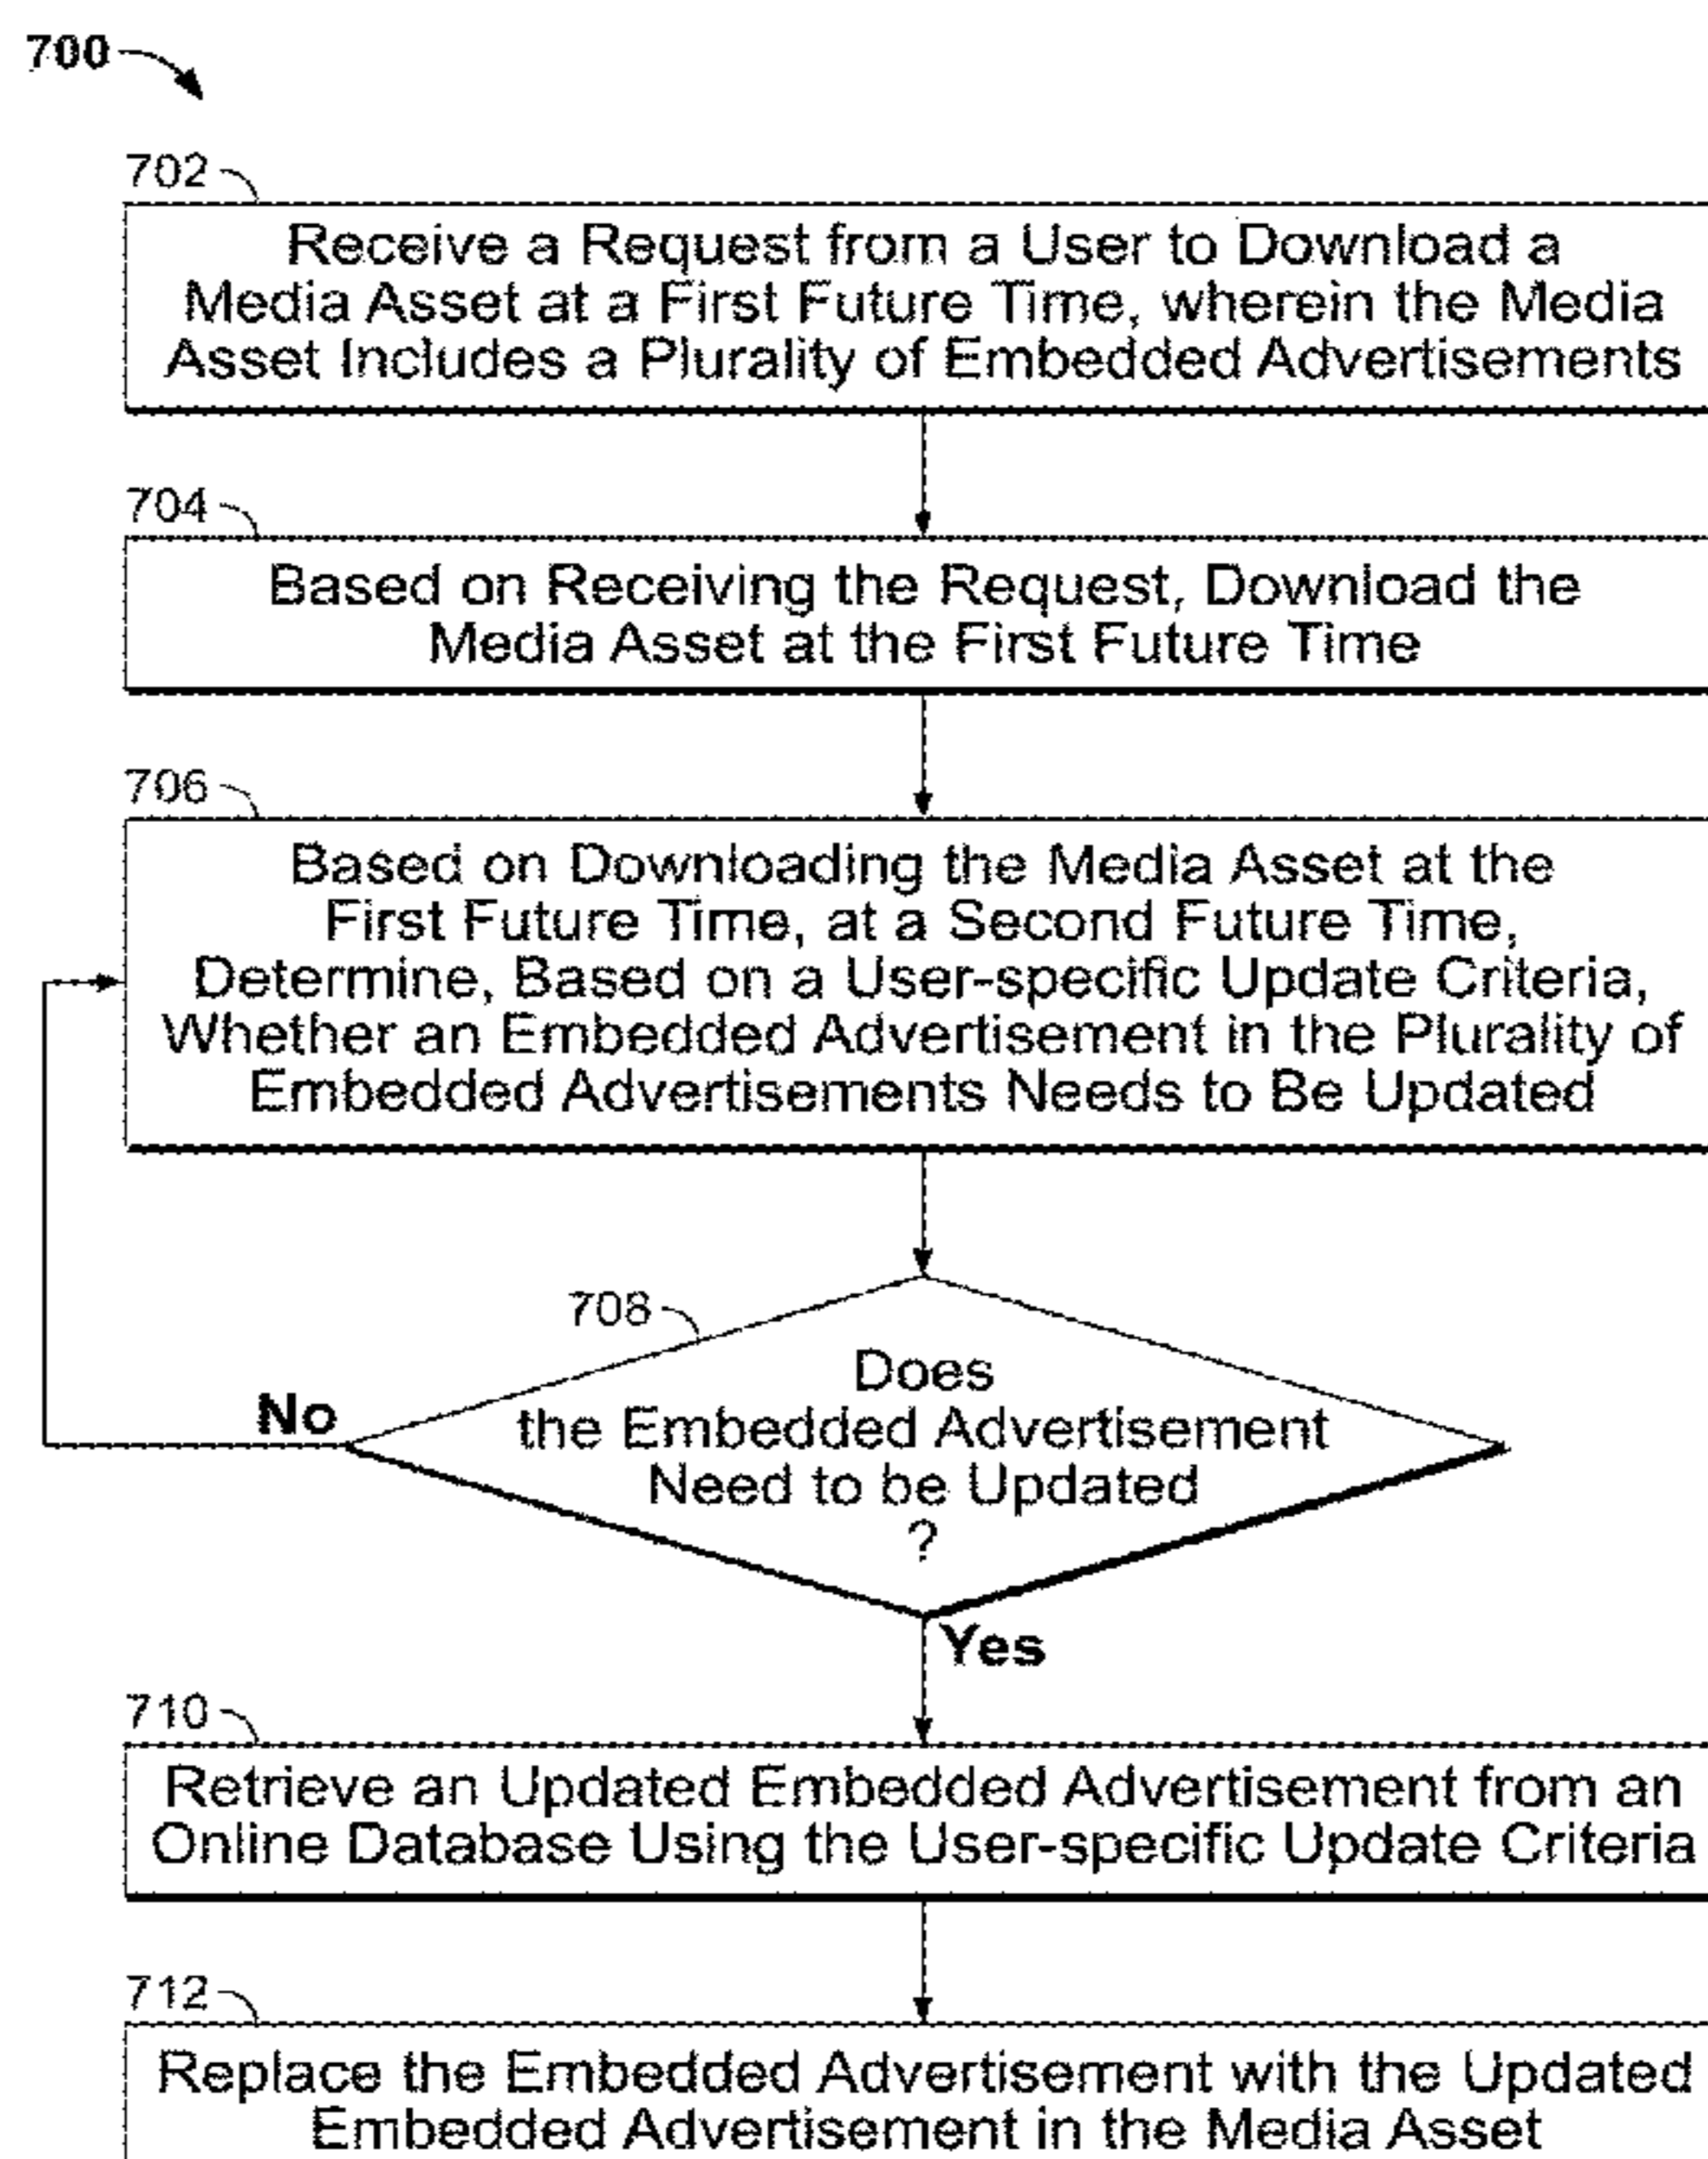 700
702
Receive a Request from a User to Download a
Media Asset at a First Future Time, wherein the Media
Asset Includes a Plurality of Embedded Advertisements
704
Based on Receiving the Request, Download the
Media Asset at the First Future Time
706
Based on Downloading the Media Asset at the
First Future Time, at a Second Future Time,
Determine, Based on a User-specific Update Criteria,
Whether an Embedded Advertisement in the Plurality of
Embedded Advertisements Needs to Be Updated
708
Does
the Embedded Advertisement
Need to be Updated
?
No
Yes
710
Retrieve an Updated Embedded Advertisement from an
Online Database Using the User-specific Update Criteria
712
Replace the Embedded Advertisement with the Updated
Embedded Advertisement in the Media Asset